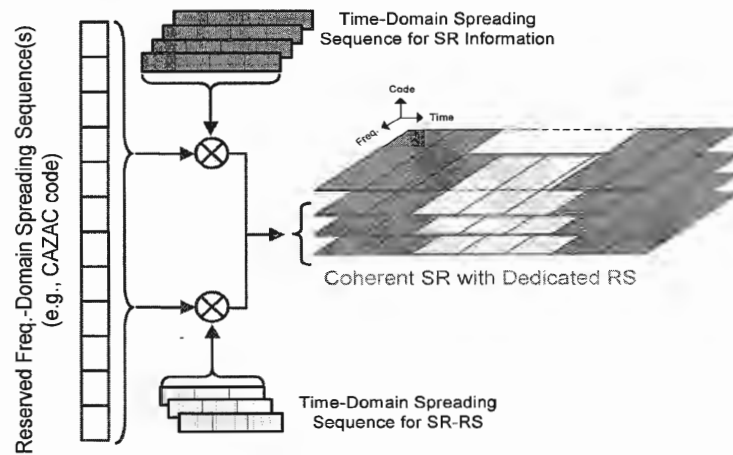 Reserved Freq.-Domain Spreading Sequence(s)
(e.g., CAZAC code)
Time-Domain Spreading
Sequence for SR Information
Code
Time
Freq.
Coherent SR with Dedicated RS
Time-Domain Spreading
Sequence for SR-RS